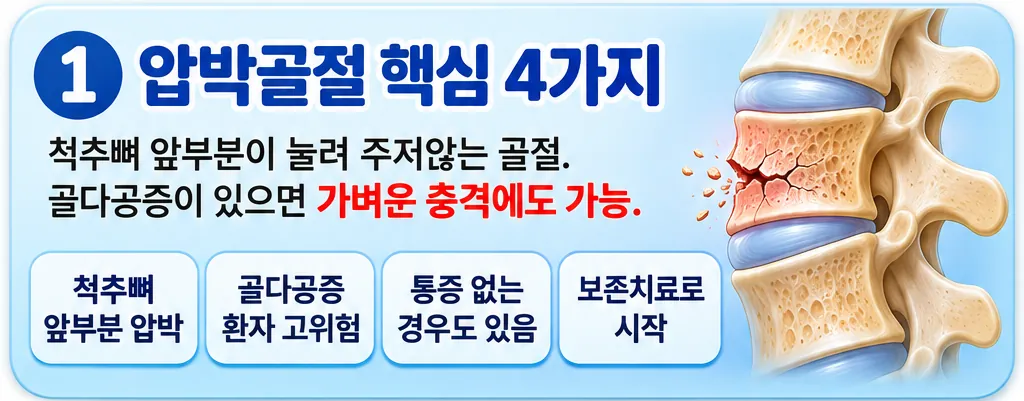 1 압박골절 핵심 4가지
척추뼈 앞부분이 눌려 주저앉는 골절.
골다공증이 있으면 가벼운 충격에도 가능.
척추뼈
앞부분 압박
골다공증
환자 고위험
통증 없는
경우도 있음
보존치료로
시작